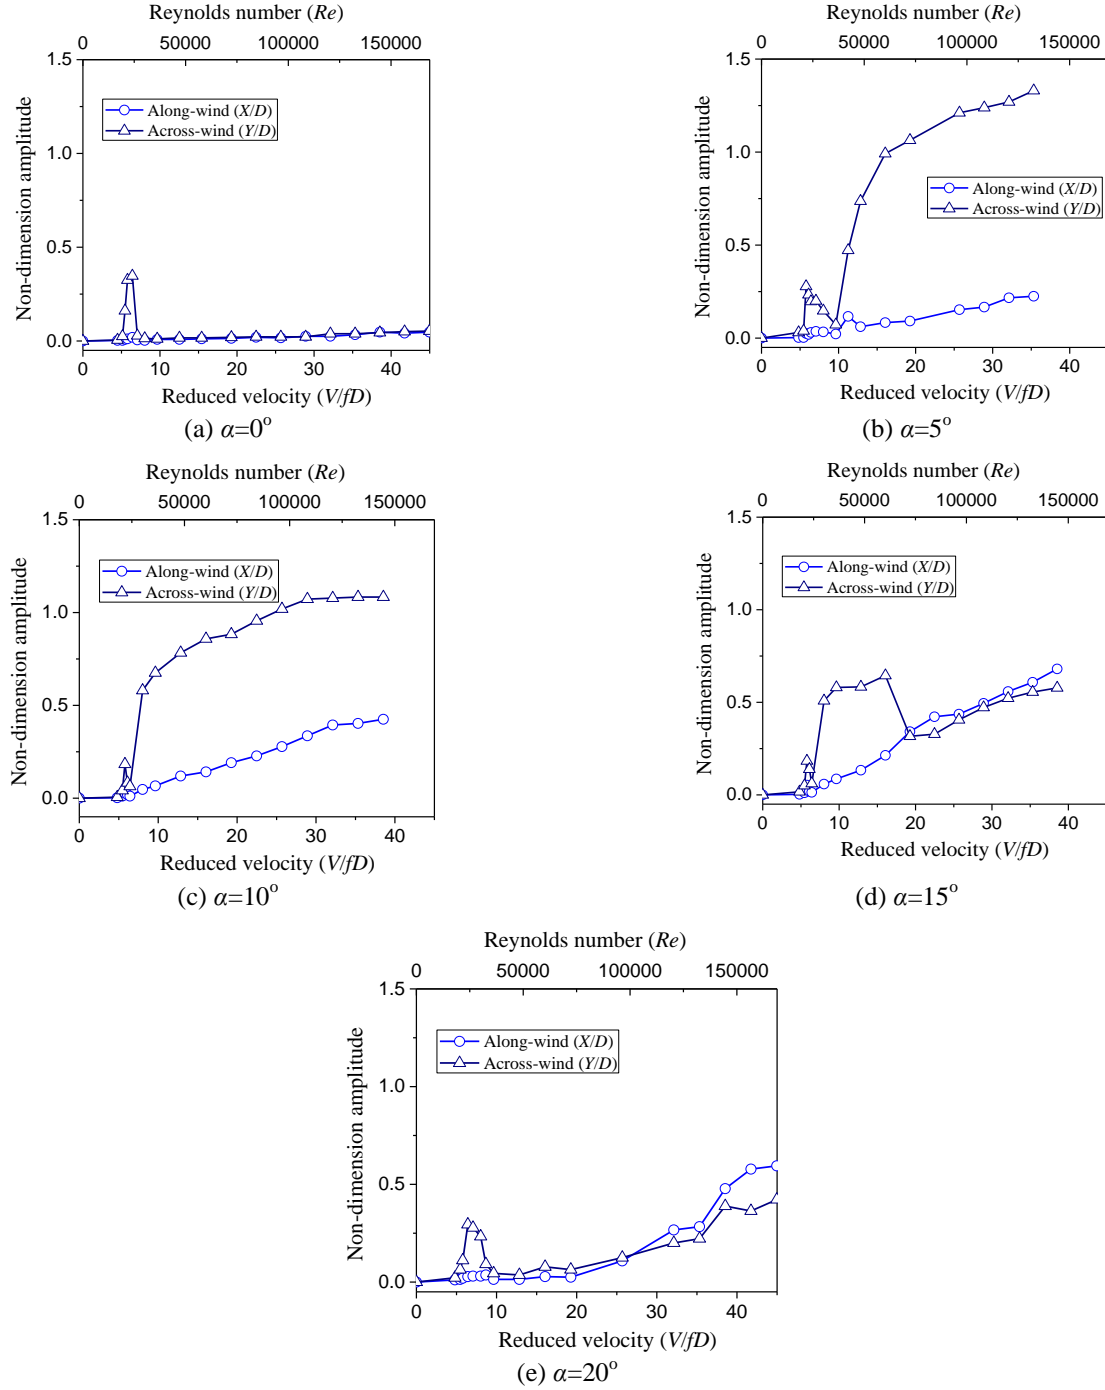 Reynolds number (Re)
0 50000 100000 150000
1.5
1.0
0.5
0.0
Non-dimension amplitude
Along-wind (X/D)
Across-wind (Y/D)
0 10 20 30 40
Reduced velocity (V/fD)
(a) α=0°
Reynolds number (Re)
0 50000 100000 150000
1.5
1.0
0.5
0.0
Non-dimension amplitude
Along-wind (X/D)
Across-wind (Y/D)
0 10 20 30 40
Reduced velocity (V/fD)
(b) α=5°
Reynolds number (Re)
0 50000 100000 150000
1.5
1.0
0.5
0.0
Non-dimension amplitude
Along-wind (X/D)
Across-wind (Y/D)
0 10 20 30 40
Reduced velocity (V/fD)
(c) α=10°
Reynolds number (Re)
0 50000 100000 150000
1.5
1.0
0.5
0.0
Non-dimension amplitude
Along-wind (X/D)
Across-wind (Y/D)
0 10 20 30 40
Reduced velocity (V/fD)
(d) α=15°
Reynolds number (Re)
0 50000 100000 150000
1.5
1.0
0.5
0.0
Non-dimension amplitude
Along-wind (X/D)
Across-wind (Y/D)
0 10 20 30 40
Reduced velocity (V/fD)
(e) α=20°